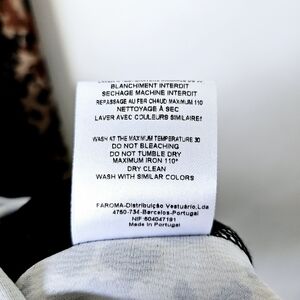 BLANCHIMENT INTERDIT
SECHAGE MACHINE INTERDIT
REPASSAGE AU FER CHAUD MAXIMUM 110
NETTOYAGE À SEC
LAVER AVEC COULEURS SIMILAIRES
WASH AT THE MAXIMUM TEMPERATURE 30
DO NOT BLEACHING
DO NOT TUMBLE DRY
MAXIMUM IRON 110°
DRY CLEAN
WASH WITH SIMILAR COLORS
FAROMA-Distribuição Vestuário,Lda
4750-734-Barcelos-Portugal
NIF 504047191
Made in Portugal